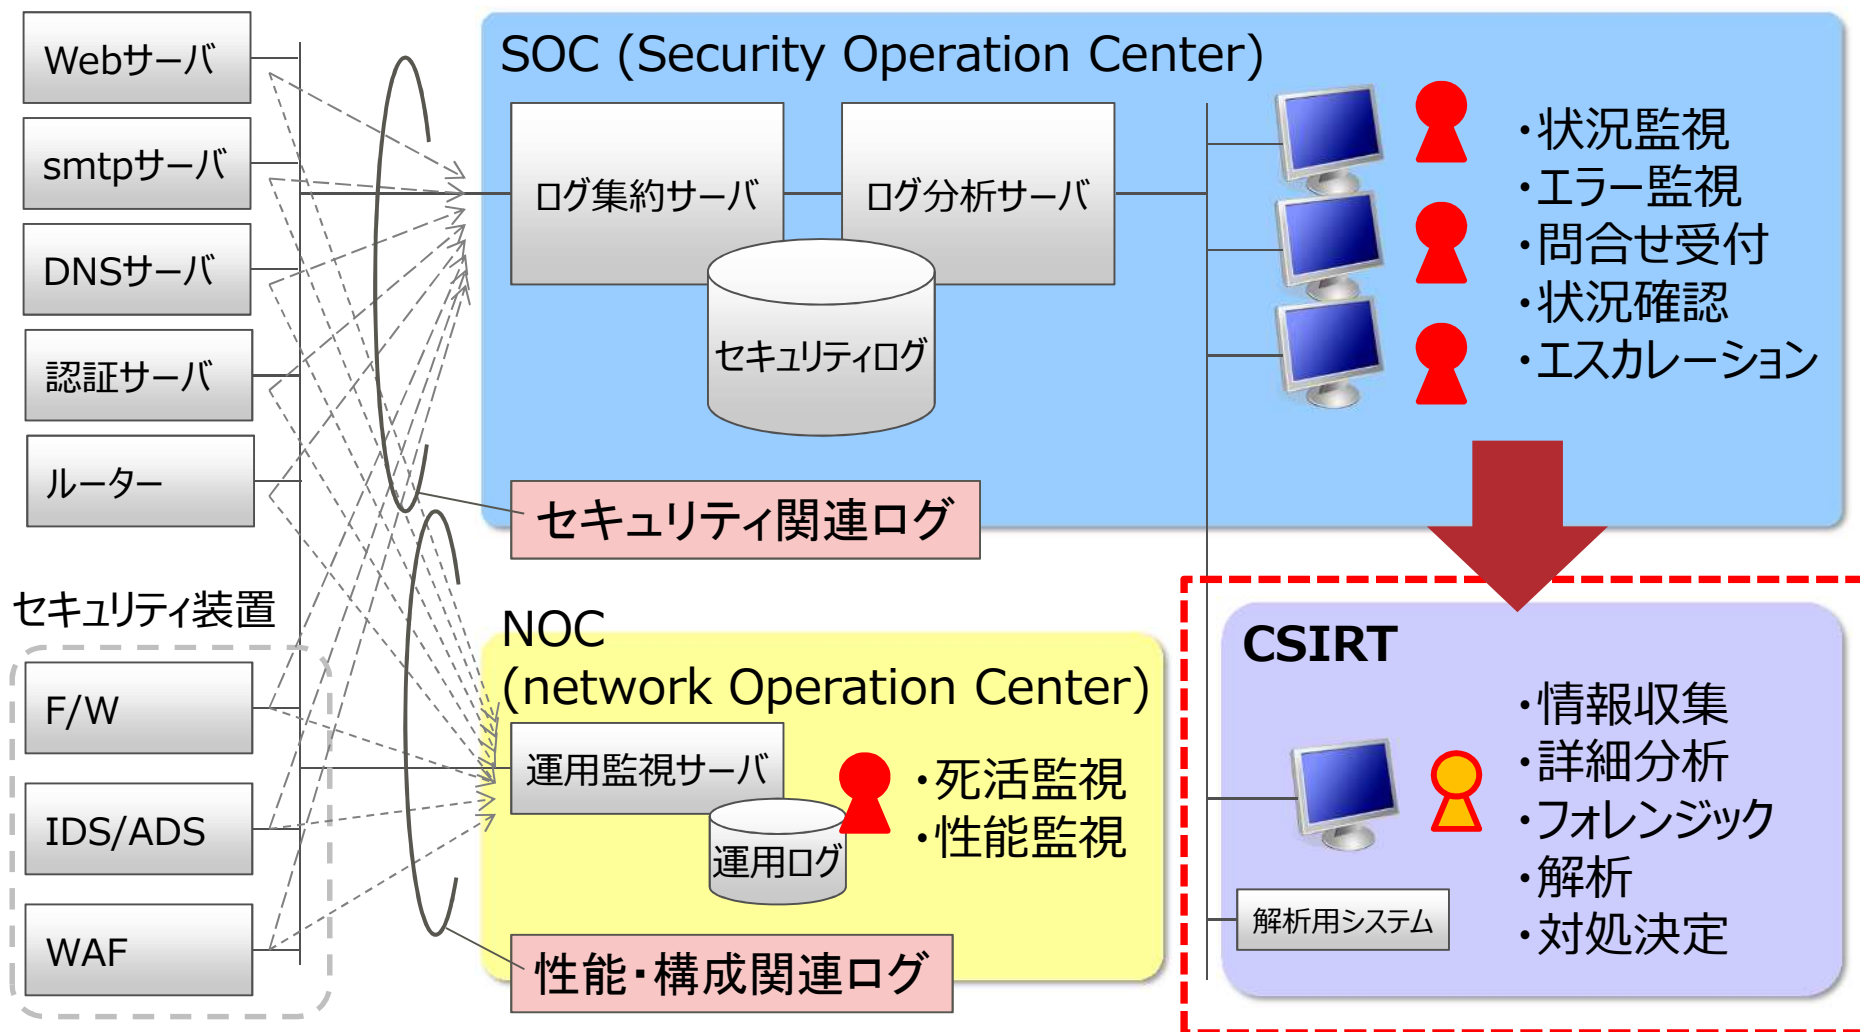 Webサーバ
smtpサーバ
DNSサーバ
認証サーバ
ルーター
セキュリティ装置
F/W
IDS/ADS
WAF
SOC (Security Operation Center)
ログ集約サーバ
ログ分析サーバ
セキュリティログ
・状況監視
・エラー監視
・問合せ受付
・状況確認
・エスカレーション
セキュリティ関連ログ
NOC
(network Operation Center)
運用監視サーバ
運用ログ
・死活監視
・性能監視
性能・構成関連ログ
CSIRT
・情報収集
・詳細分析
・フォレンジック
・解析
・対処決定
解析用システム